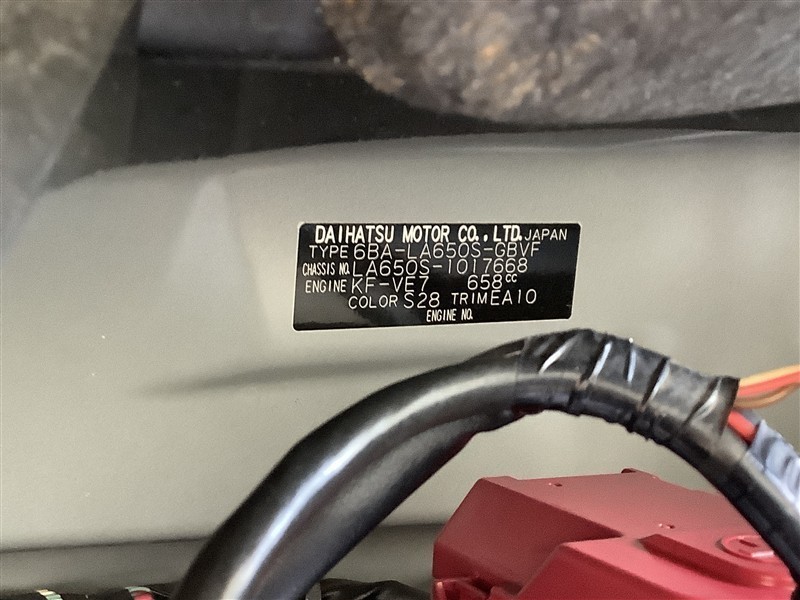 DAIHATSU MOTOR CO., LTD. JAPAN
TYPE 6BA-LA650S-GBVF
CHASSIS NO. LA650S-1017668
ENGINE KF-VE7 658cc
COLOR S28 TRIM EA10
ENGINE NO.